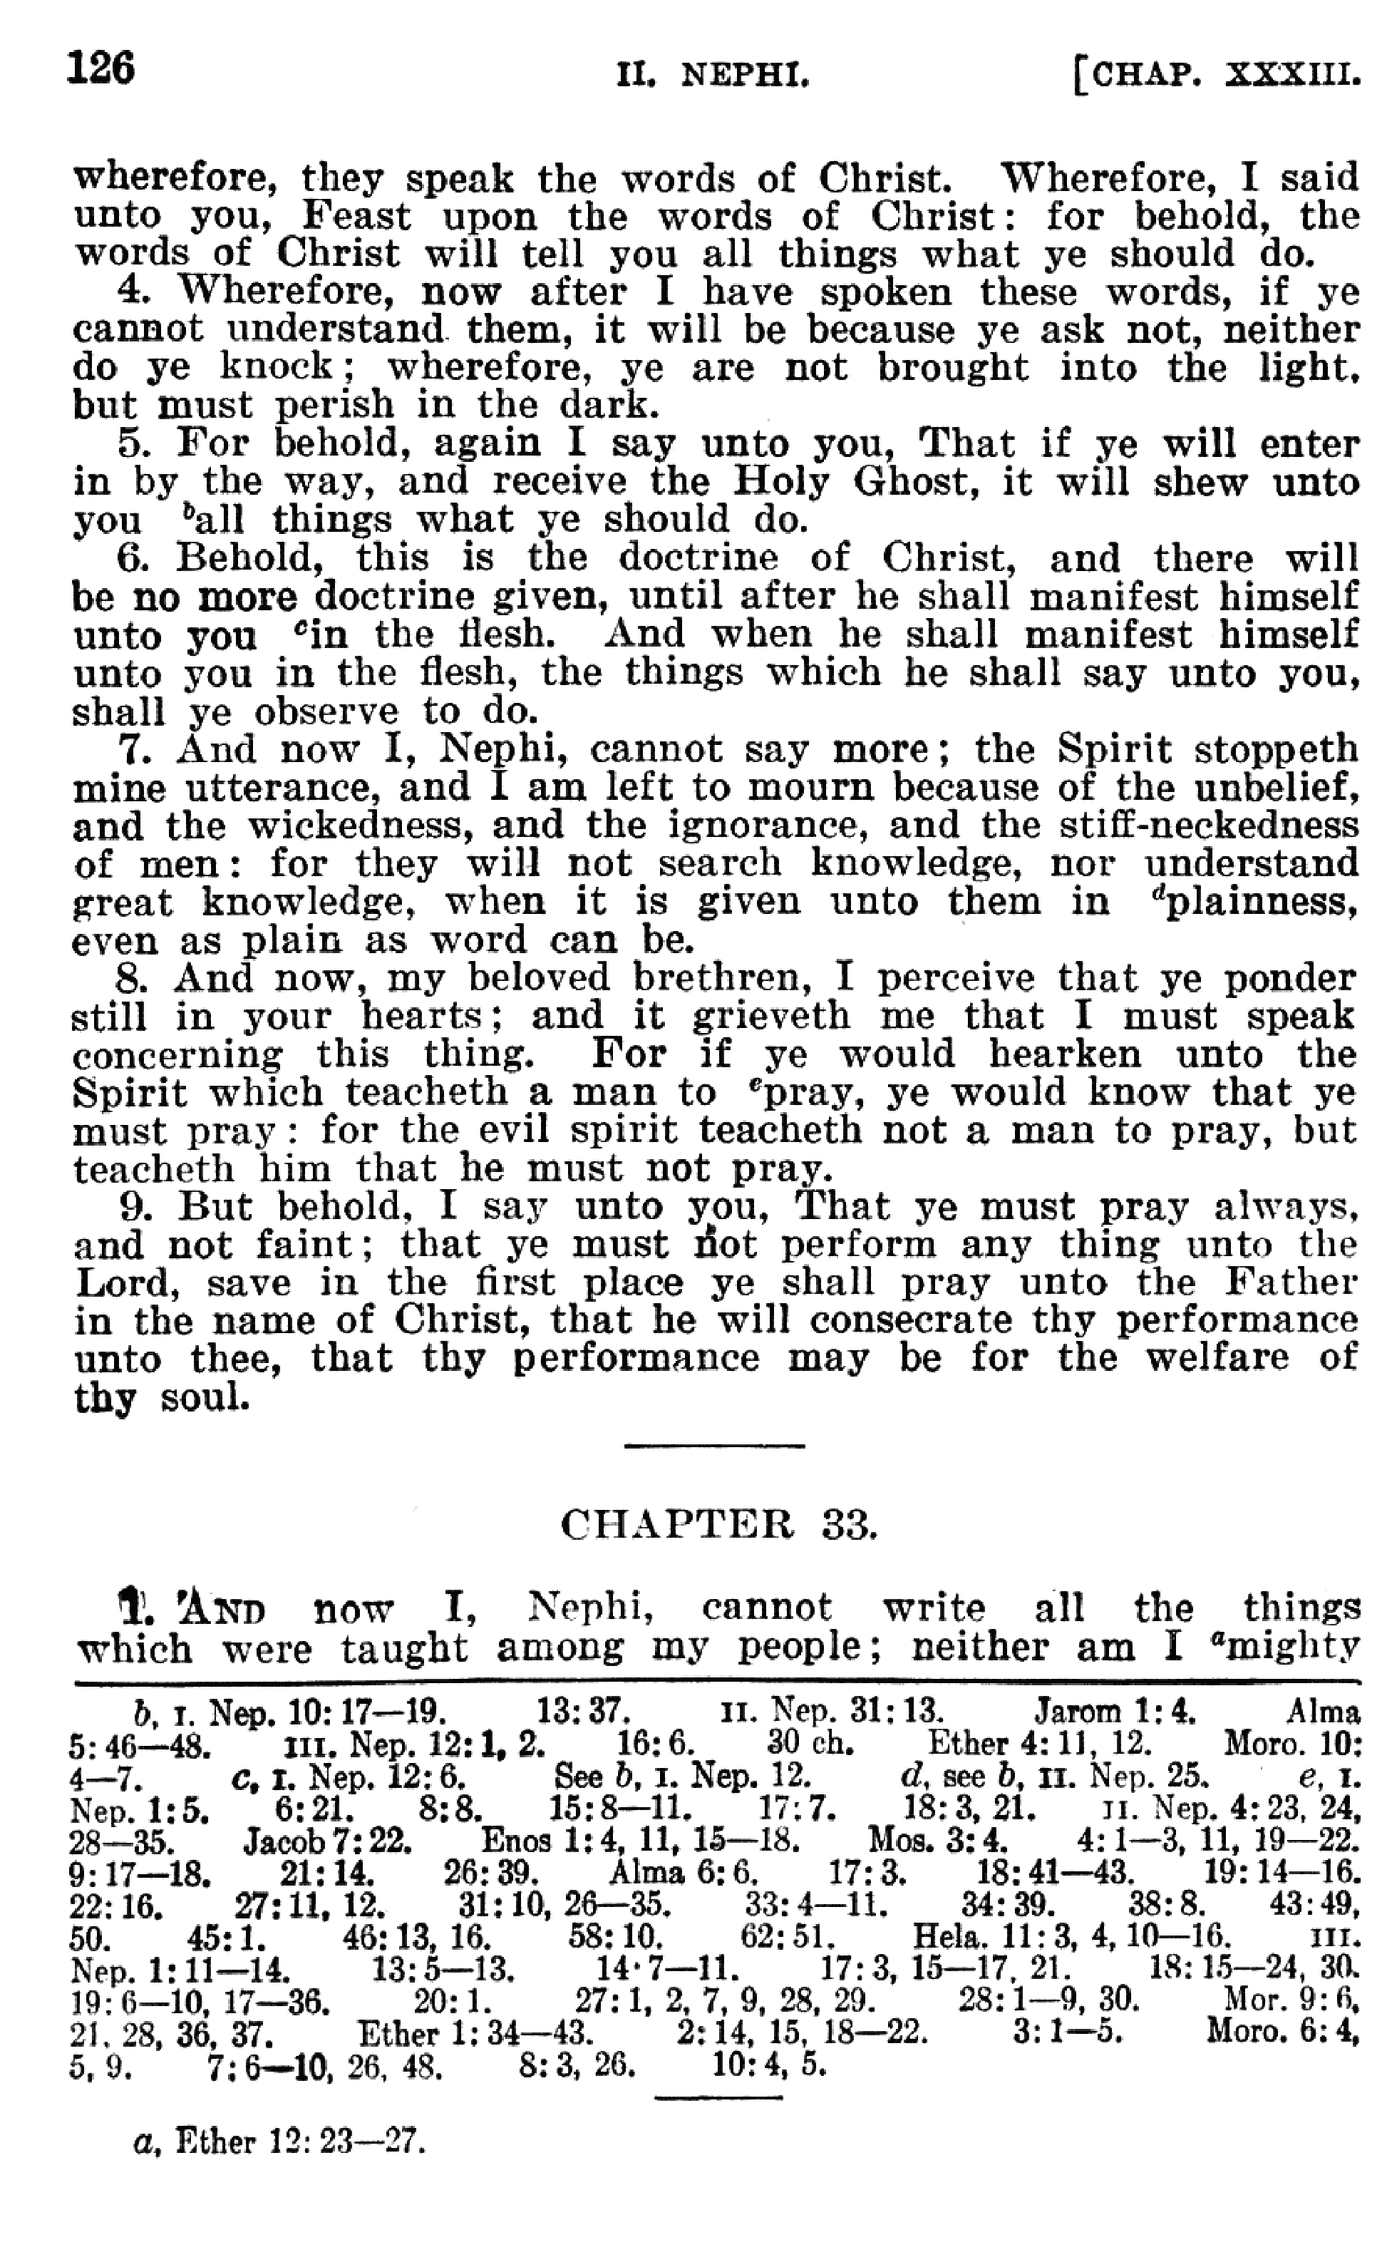 126 II. NEPHI. [CHAP. XXXIII.
wherefore, they speak the words of Christ. Wherefore, I said
unto you, Feast upon the words of Christ: for behold, the
words of Christ will tell you all things what ye should do.
4. Wherefore, now after I have spoken these words, if ye
cannot understand them, it will be because ye ask not, neither
do ye knock; wherefore, ye are not brought into the light,
but must perish in the dark.
5. For behold, again I say unto you, That if ye will enter
in by the way, and receive the Holy Ghost, it will shew unto
you ᵇall things what ye should do.
6. Behold, this is the doctrine of Christ, and there will
be no more doctrine given, until after he shall manifest himself
unto you ᶜin the flesh. And when he shall manifest himself
unto you in the flesh, the things which he shall say unto you,
shall ye observe to do.
7. And now I, Nephi, cannot say more; the Spirit stoppeth
mine utterance, and I am left to mourn because of the unbelief,
and the wickedness, and the ignorance, and the stiff-neckedness
of men: for they will not search knowledge, nor understand
great knowledge, when it is given unto them in ᵈplainness,
even as plain as word can be.
8. And now, my beloved brethren, I perceive that ye ponder
still in your hearts; and it grieveth me that I must speak
concerning this thing. For if ye would hearken unto the
Spirit which teacheth a man to ᵉpray, ye would know that ye
must pray: for the evil spirit teacheth not a man to pray, but
teacheth him that he must not pray.
9. But behold, I say unto you, That ye must pray always,
and not faint; that ye must not perform any thing unto the
Lord, save in the first place ye shall pray unto the Father
in the name of Christ, that he will consecrate thy performance
unto thee, that thy performance may be for the welfare of
thy soul.
CHAPTER 33.
1. AND now I, Nephi, cannot write all the things
which were taught among my people; neither am I ᵃmighty
b, I. Nep. 10: 17—19. 13: 37. II. Nep. 31: 13. Jarom 1: 4. Alma
5: 46—48. III. Nep. 12: 1, 2. 16: 6. 30 ch. Ether 4: 11, 12. Moro. 10:
4—7. c, I. Nep. 12: 6. See b, I. Nep. 12. d, see b, II. Nep. 25. e, I.
Nep. 1: 5. 6: 21. 8: 8. 15: 8—11. 17: 7. 18: 3, 21. II. Nep. 4: 23, 24,
28—35. Jacob 7: 22. Enos 1: 4, 11, 15—18. Mos. 3: 4. 4: 1—3, 11, 19—22.
9: 17—18. 21: 14. 26: 39. Alma 6: 6. 17: 3. 18: 41—43. 19: 14—16.
22: 16. 27: 11, 12. 31: 10, 26—35. 33: 4—11. 34: 39. 38: 8. 43: 49,
50. 45: 1. 46: 13, 16. 58: 10. 62: 51. Hela. 11: 3, 4, 10—16. III.
Nep. 1: 11—14. 13: 5—13. 14: 7—11. 17: 3, 15—17, 21. 18: 15—24, 30.
19: 6—10, 17—36. 20: 1. 27: 1, 2, 7, 9, 28, 29. 28: 1—9, 30. Mor. 9: 6,
21, 28, 36, 37. Ether 1: 34—43. 2: 14, 15, 18—22. 3: 1—5. Moro. 6: 4,
5, 9. 7: 6—10, 26, 48. 8: 3, 26. 10: 4, 5.
a, Ether 12: 23—27.